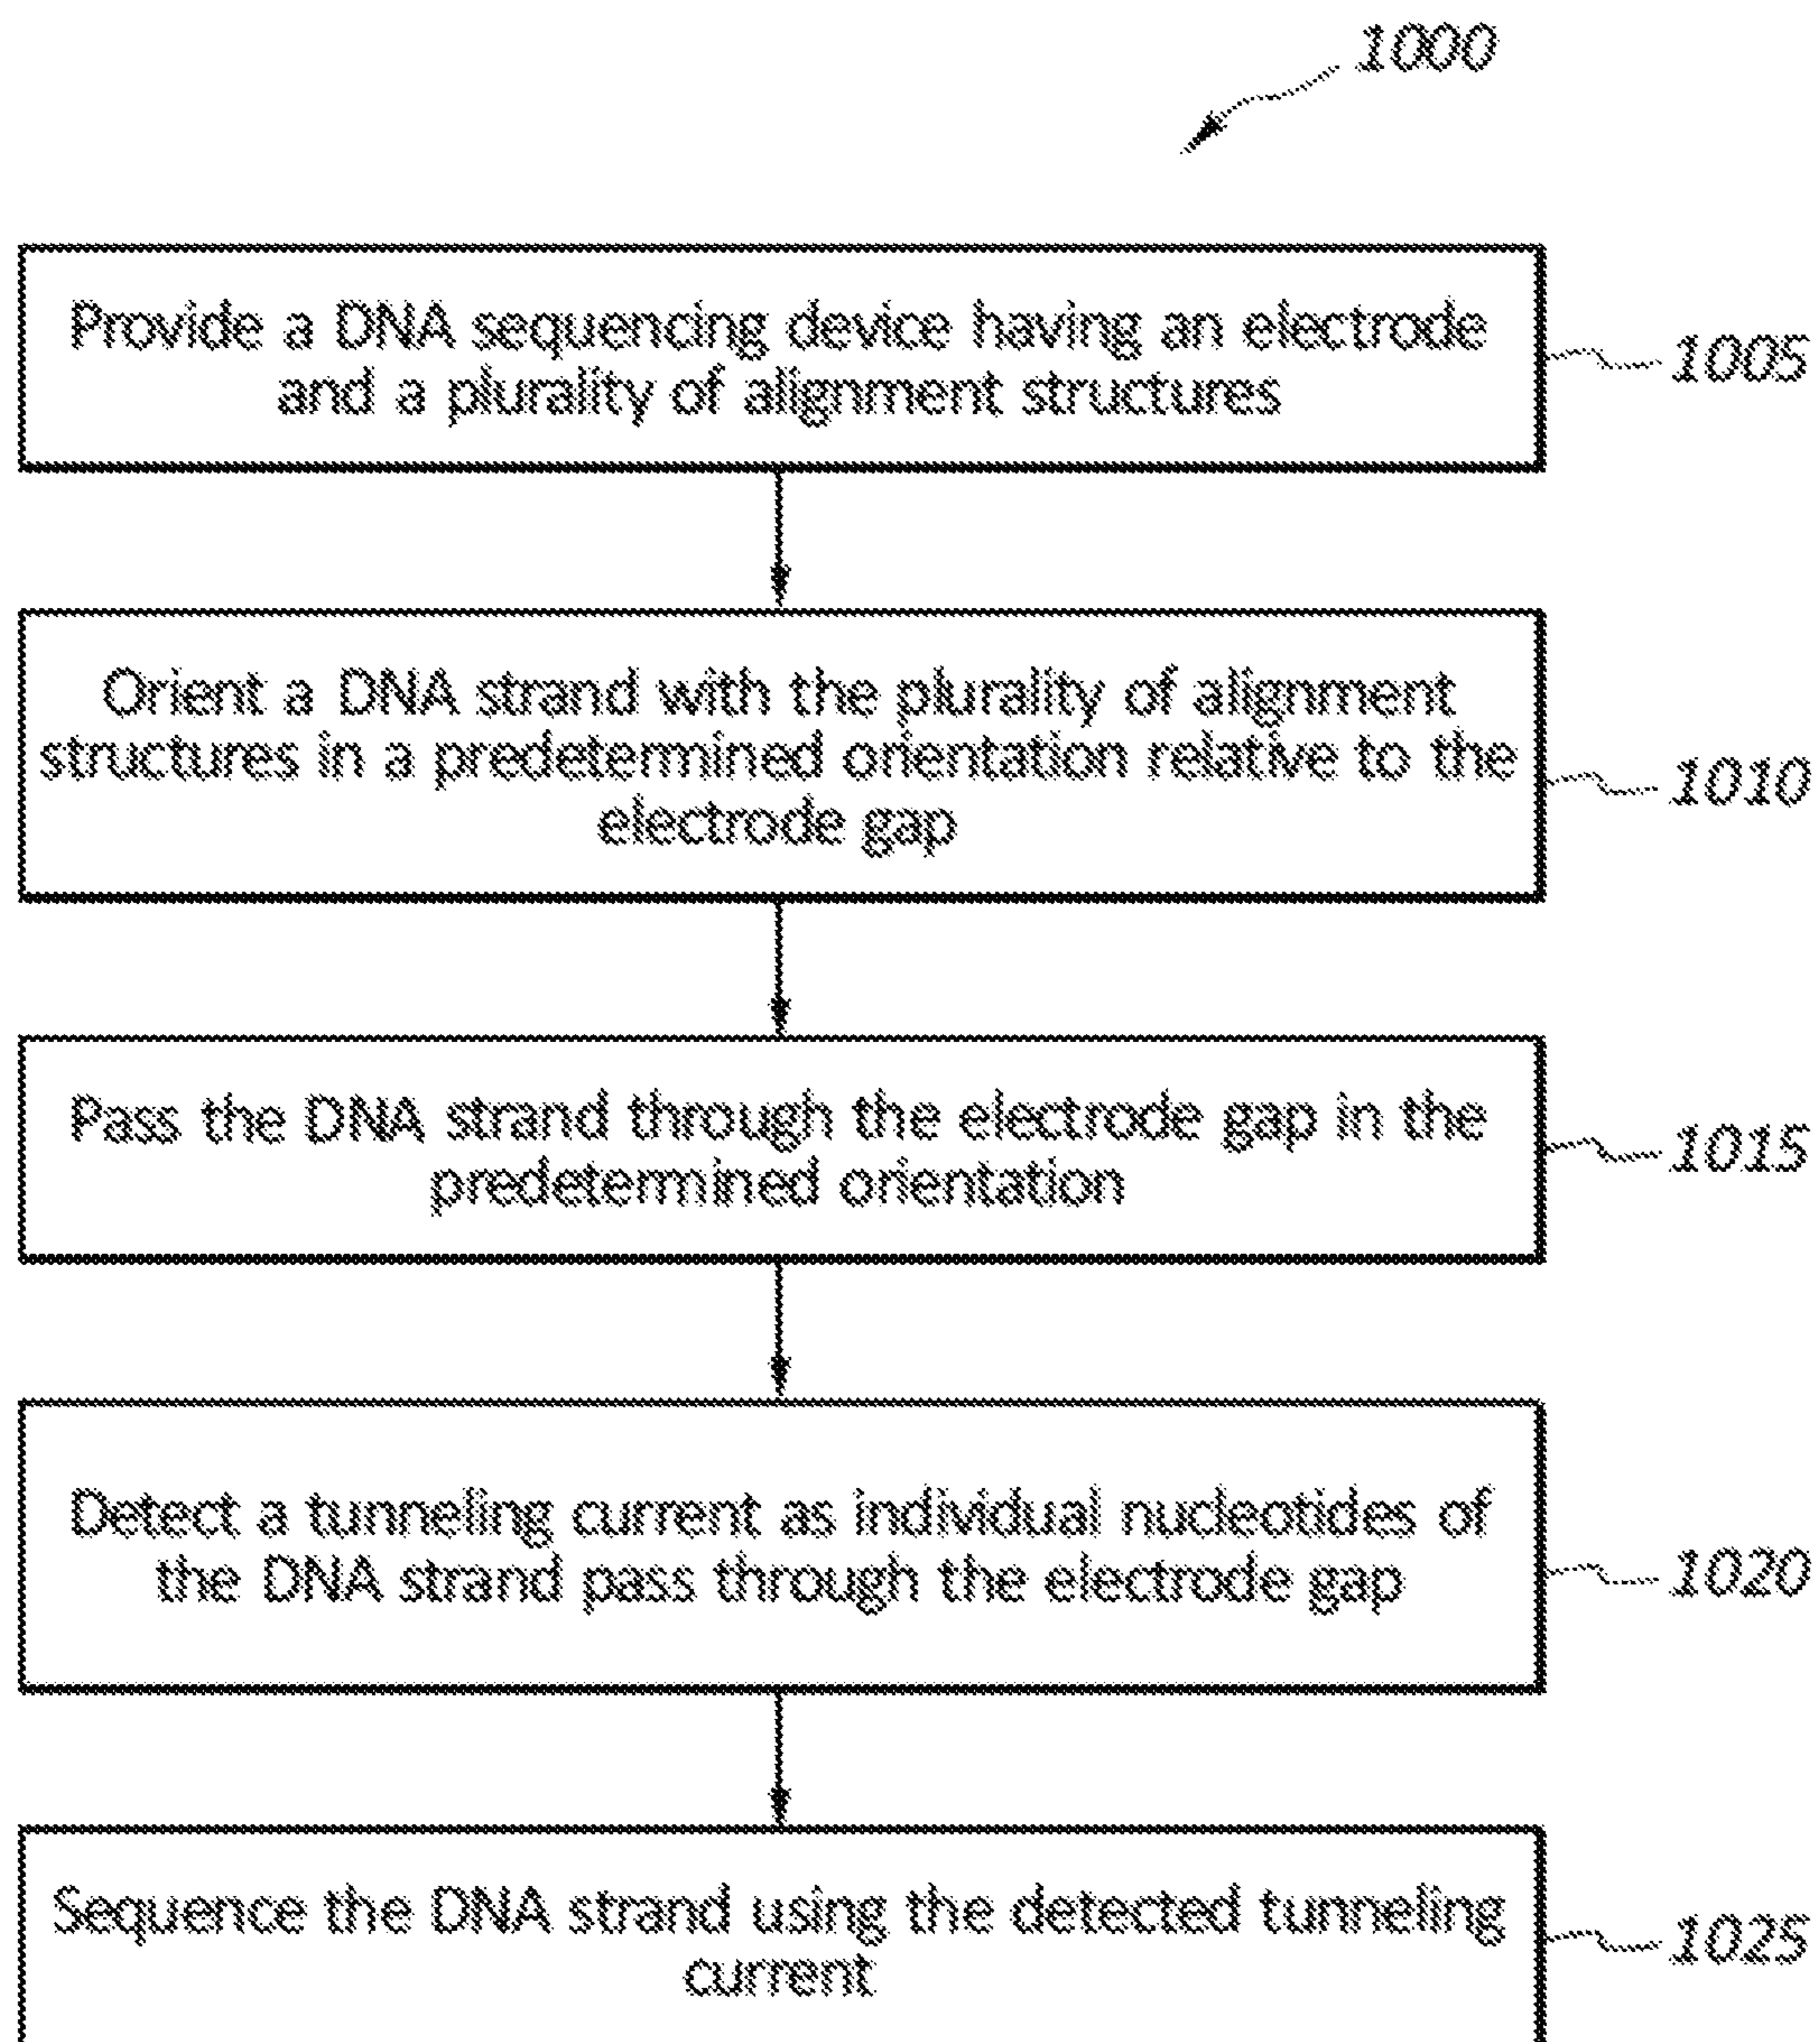 1000
Provide a DNA sequencing device having an electrode
and a plurality of alignment structures
1005
Orient a DNA strand with the plurality of alignment
structures in a predetermined orientation relative to the
electrode gap
1010
Pass the DNA strand through the electrode gap in the
predetermined orientation
1015
Detect a tunneling current as individual nucleotides of
the DNA strand pass through the electrode gap
1020
Sequence the DNA strand using the detected tunneling
current
1025